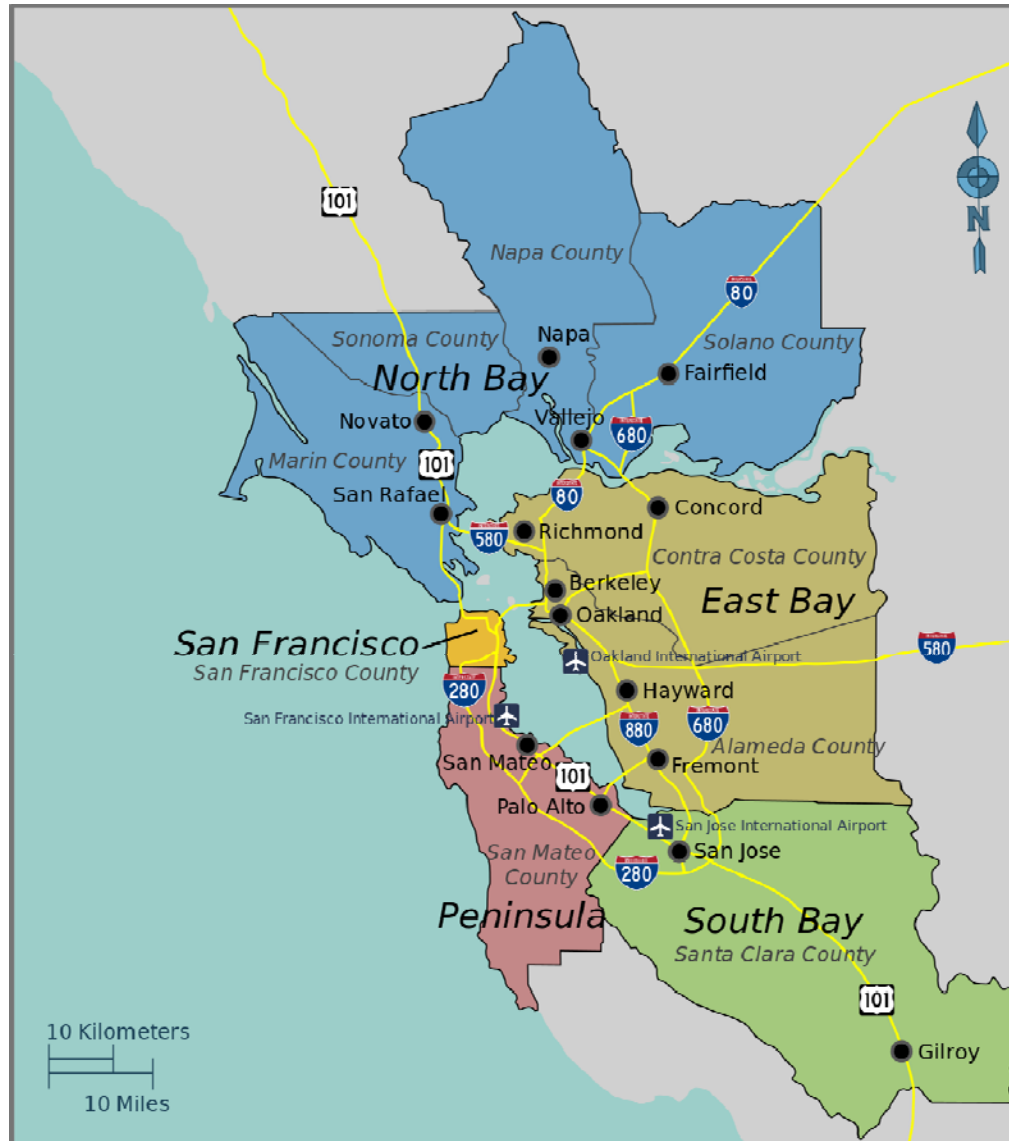 101
Napa County
80
Napa
Sonoma County
Solano County
North Bay
Fairfield
Novato
Vallejo
680
Marin County
101
San Rafael
80
Concord
580
Richmond
Contra Costa County
Berkeley
East Bay
Oakland
San Francisco
San Francisco County
Oakland International Airport
580
280
Hayward
San Francisco International Airport
880
680
Alameda County
San Mateo
Fremont
101
Palo Alto
San Jose International Airport
San Mateo
County
San Jose
280
Peninsula
South Bay
Santa Clara County
101
Gilroy
10 Kilometers
10 Miles
N